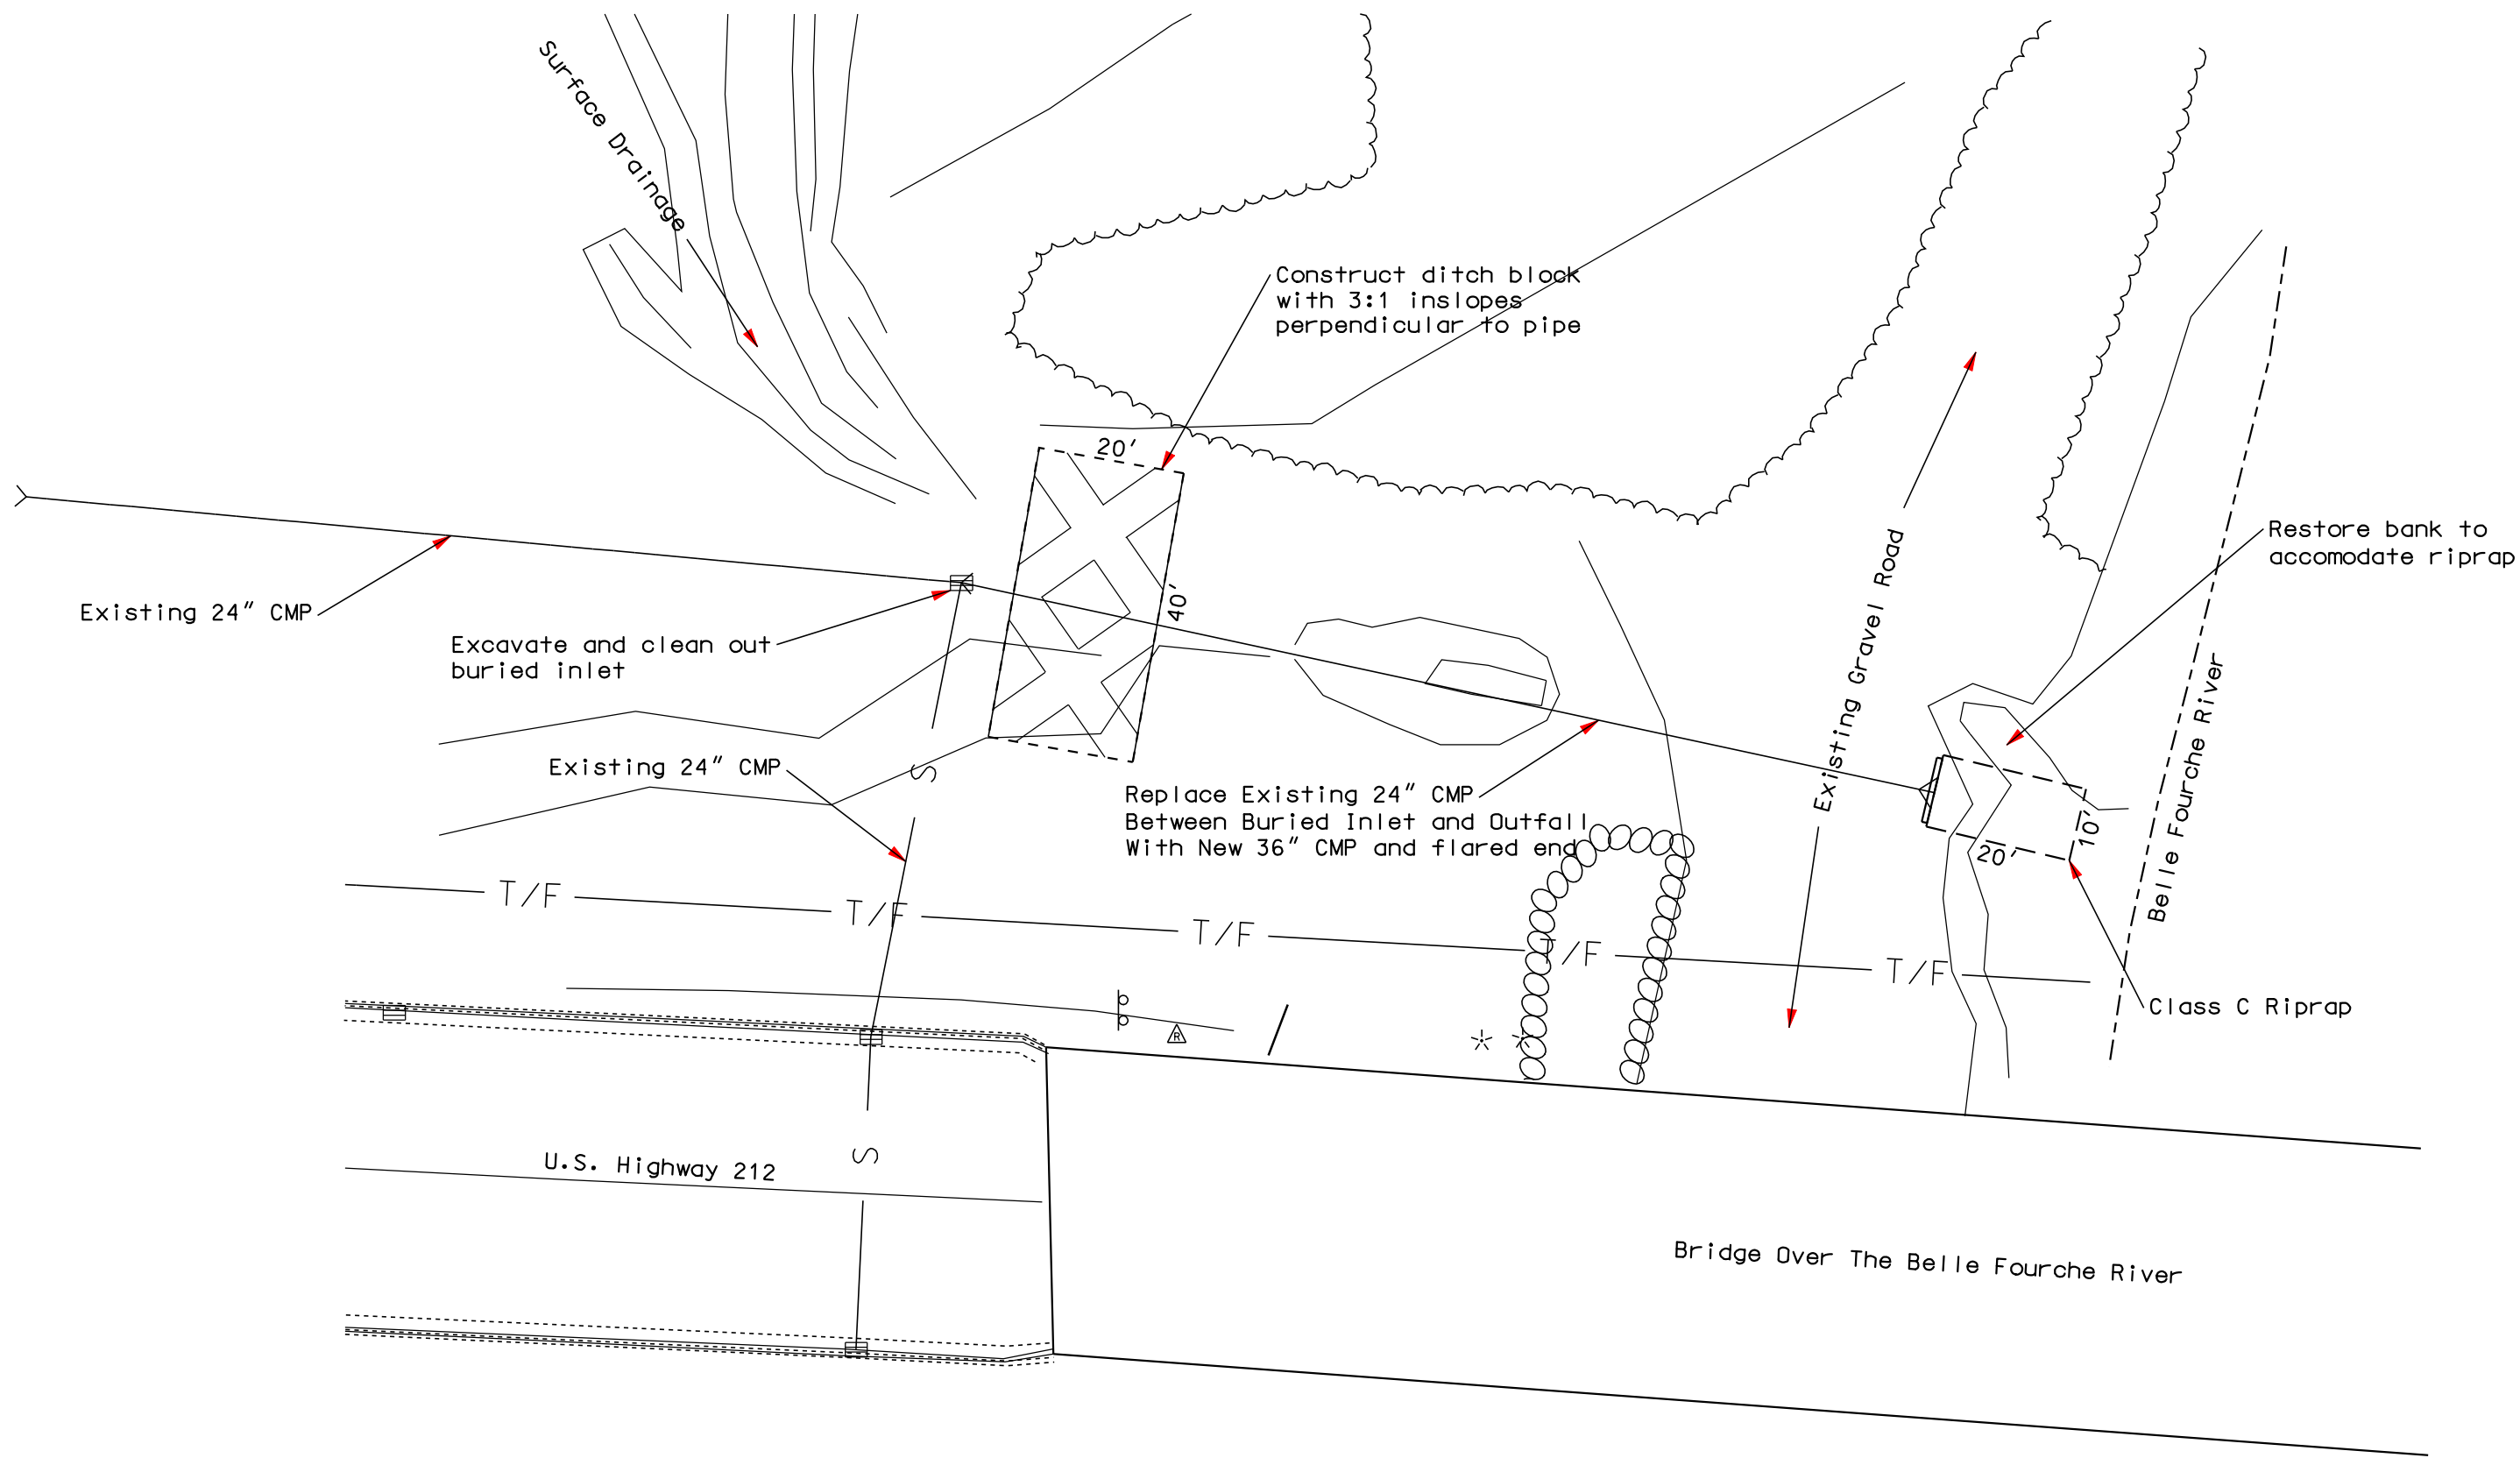 Surface Drainage
Construct ditch block
with 3:1 inslopes
perpendicular to pipe
20'
40'
Existing 24" CMP
Excavate and clean out
buried inlet
Existing 24" CMP
S
Replace Existing 24" CMP
Between Buried Inlet and Outfall
With New 36" CMP and flared end
Existing Gravel Road
Restore bank to
accomodate riprap
Belle Fourche River
10'
20'
Class C Riprap
T/F
T/F
T/F
T/F
T/F
R
S
U.S. Highway 212
Bridge Over The Belle Fourche River